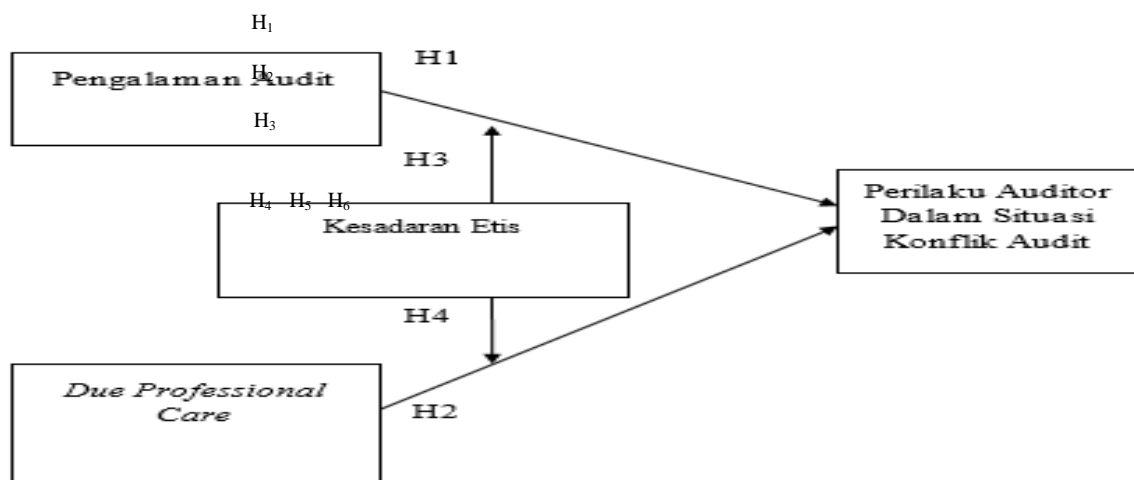 H₁
H1
Pengalaman Audit
H₂
H₃
H3
Perilaku Auditor
Dalam Situasi
Konflik Audit
H₄ H₅ H₆
Kesadaran Etis
H4
Due Professional
Care
H2